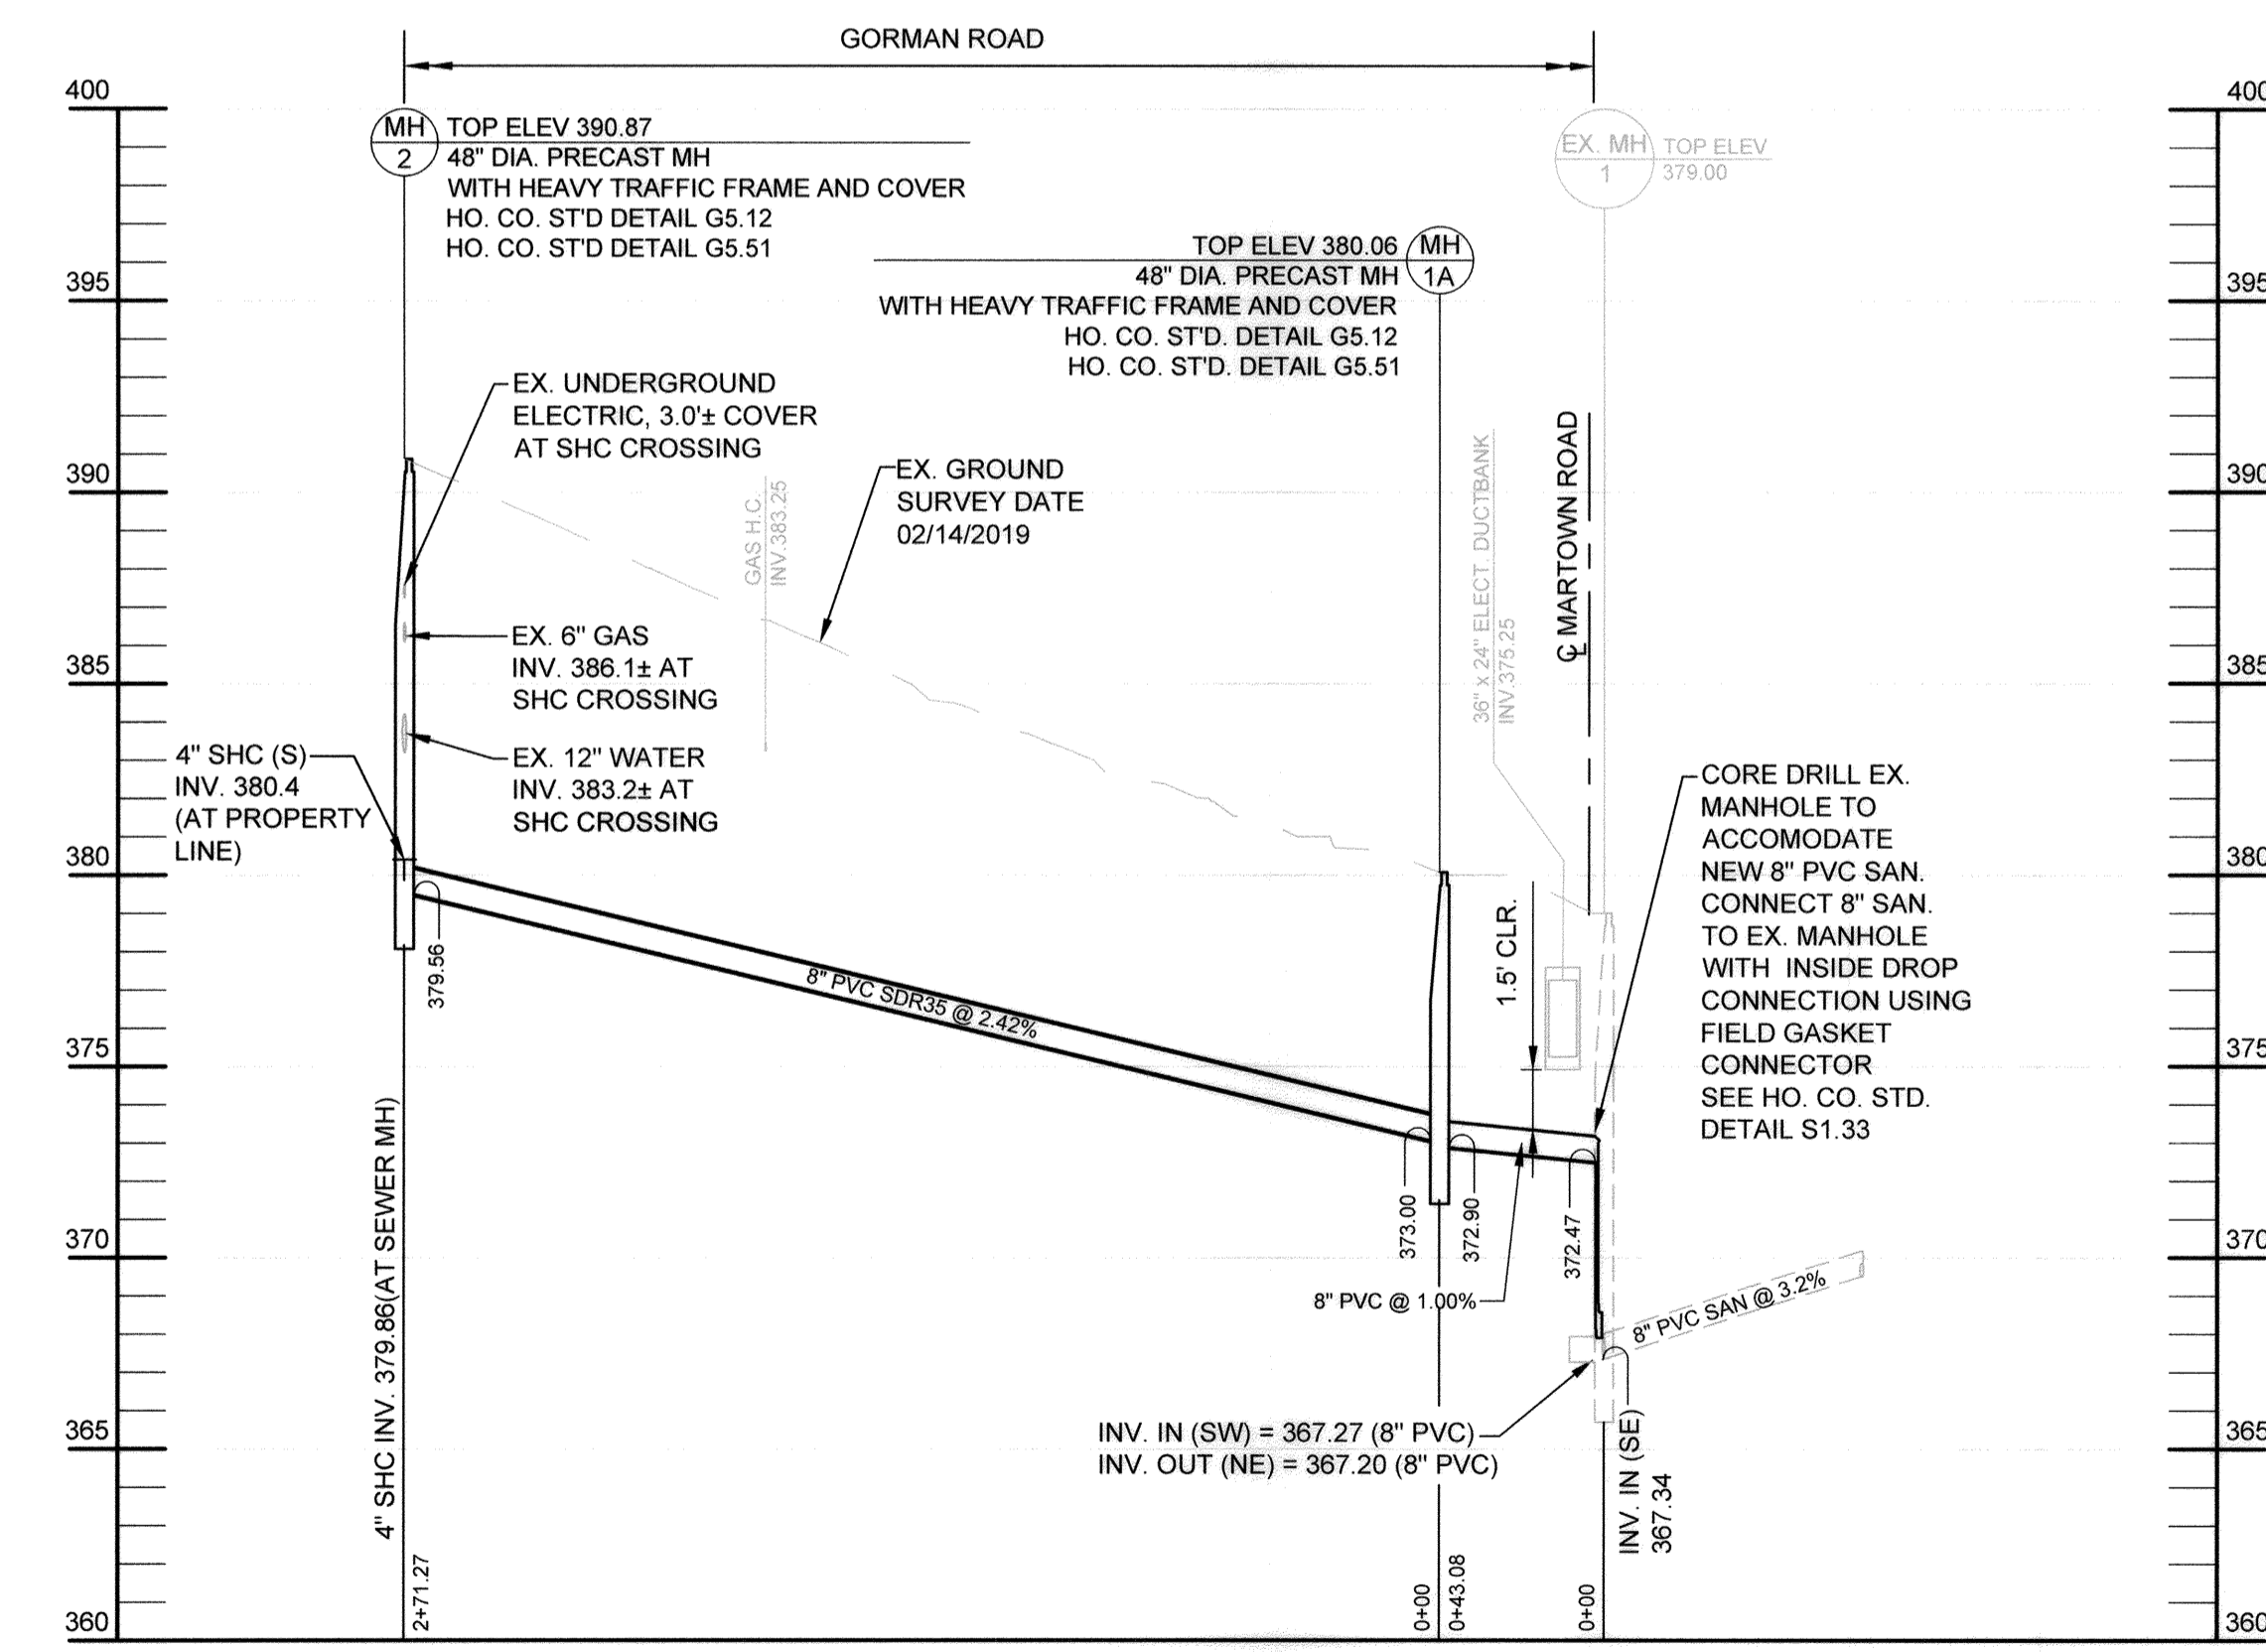 GORMAN ROAD
400
395
390
385
380
375
370
365
360
MH
2
TOP ELEV 390.87
48" DIA. PRECAST MH
WITH HEAVY TRAFFIC FRAME AND COVER
HO. CO. ST'D DETAIL G5.12
HO. CO. ST'D DETAIL G5.51
TOP ELEV 380.06
MH
1A
48" DIA. PRECAST MH
WITH HEAVY TRAFFIC FRAME AND COVER
HO. CO. ST'D. DETAIL G5.12
HO. CO. ST'D. DETAIL G5.51
EX. MH
1
TOP ELEV
379.00
EX. UNDERGROUND
ELECTRIC, 3.0'± COVER
AT SHC CROSSING
GAS H.C.
INV.383.25
EX. GROUND
SURVEY DATE
02/14/2019
36" x 24" ELECT. DUCTBANK
INV.375.25
℄ MARTOWN ROAD
EX. 6" GAS
INV. 386.1± AT
SHC CROSSING
EX. 12" WATER
INV. 383.2± AT
SHC CROSSING
4" SHC (S)
INV. 380.4
(AT PROPERTY
LINE)
379.56
8" PVC SDR35 @ 2.42%
1.5' CLR.
CORE DRILL EX.
MANHOLE TO
ACCOMODATE
NEW 8" PVC SAN.
CONNECT 8" SAN.
TO EX. MANHOLE
WITH INSIDE DROP
CONNECTION USING
FIELD GASKET
CONNECTOR
SEE HO. CO. STD.
DETAIL S1.33
373.00
372.90
372.47
8" PVC @ 1.00%
8" PVC SAN @ 3.2%
INV. IN (SW) = 367.27 (8" PVC)
INV. OUT (NE) = 367.20 (8" PVC)
INV. IN (SE)
367.34
4" SHC INV. 379.86(AT SEWER MH)
2+71.27
0+00
0+43.08
0+00
400
395
390
385
380
375
370
365
360